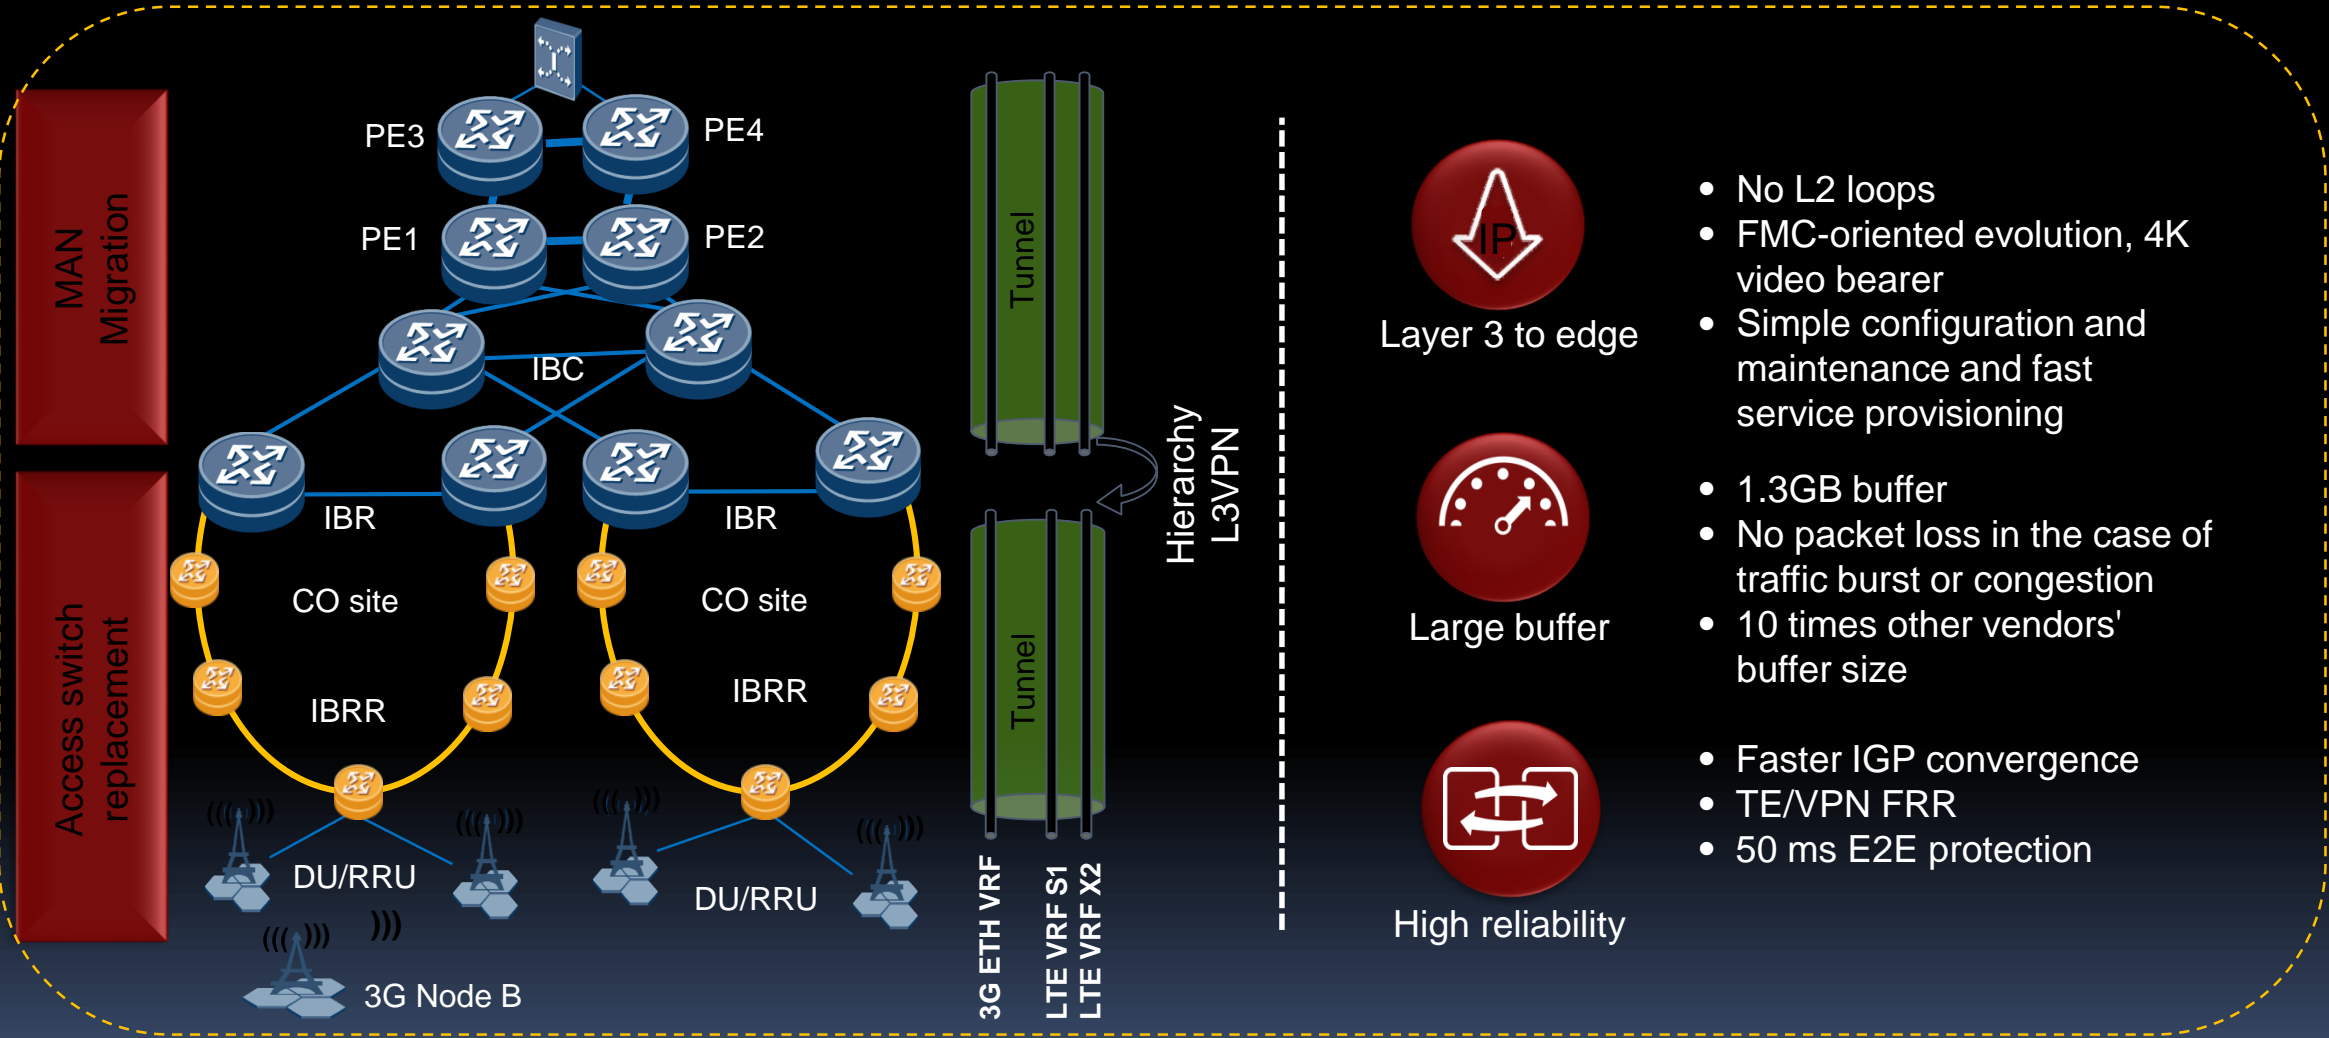 MAN
Migration
Access switch
replacement
PE3
PE4
PE1
PE2
IBC
IBR
IBR
CO site
CO site
IBRR
IBRR
DU/RRU
DU/RRU
3G Node B
Tunnel
Tunnel
Hierarchy
L3VPN
3G ETH VRF
LTE VRF S1
LTE VRF X2
IP
Layer 3 to edge
• No L2 loops
• FMC-oriented evolution, 4K
video bearer
• Simple configuration and
maintenance and fast
service provisioning
Large buffer
• 1.3GB buffer
• No packet loss in the case of
traffic burst or congestion
• 10 times other vendors'
buffer size
High reliability
• Faster IGP convergence
• TE/VPN FRR
• 50 ms E2E protection